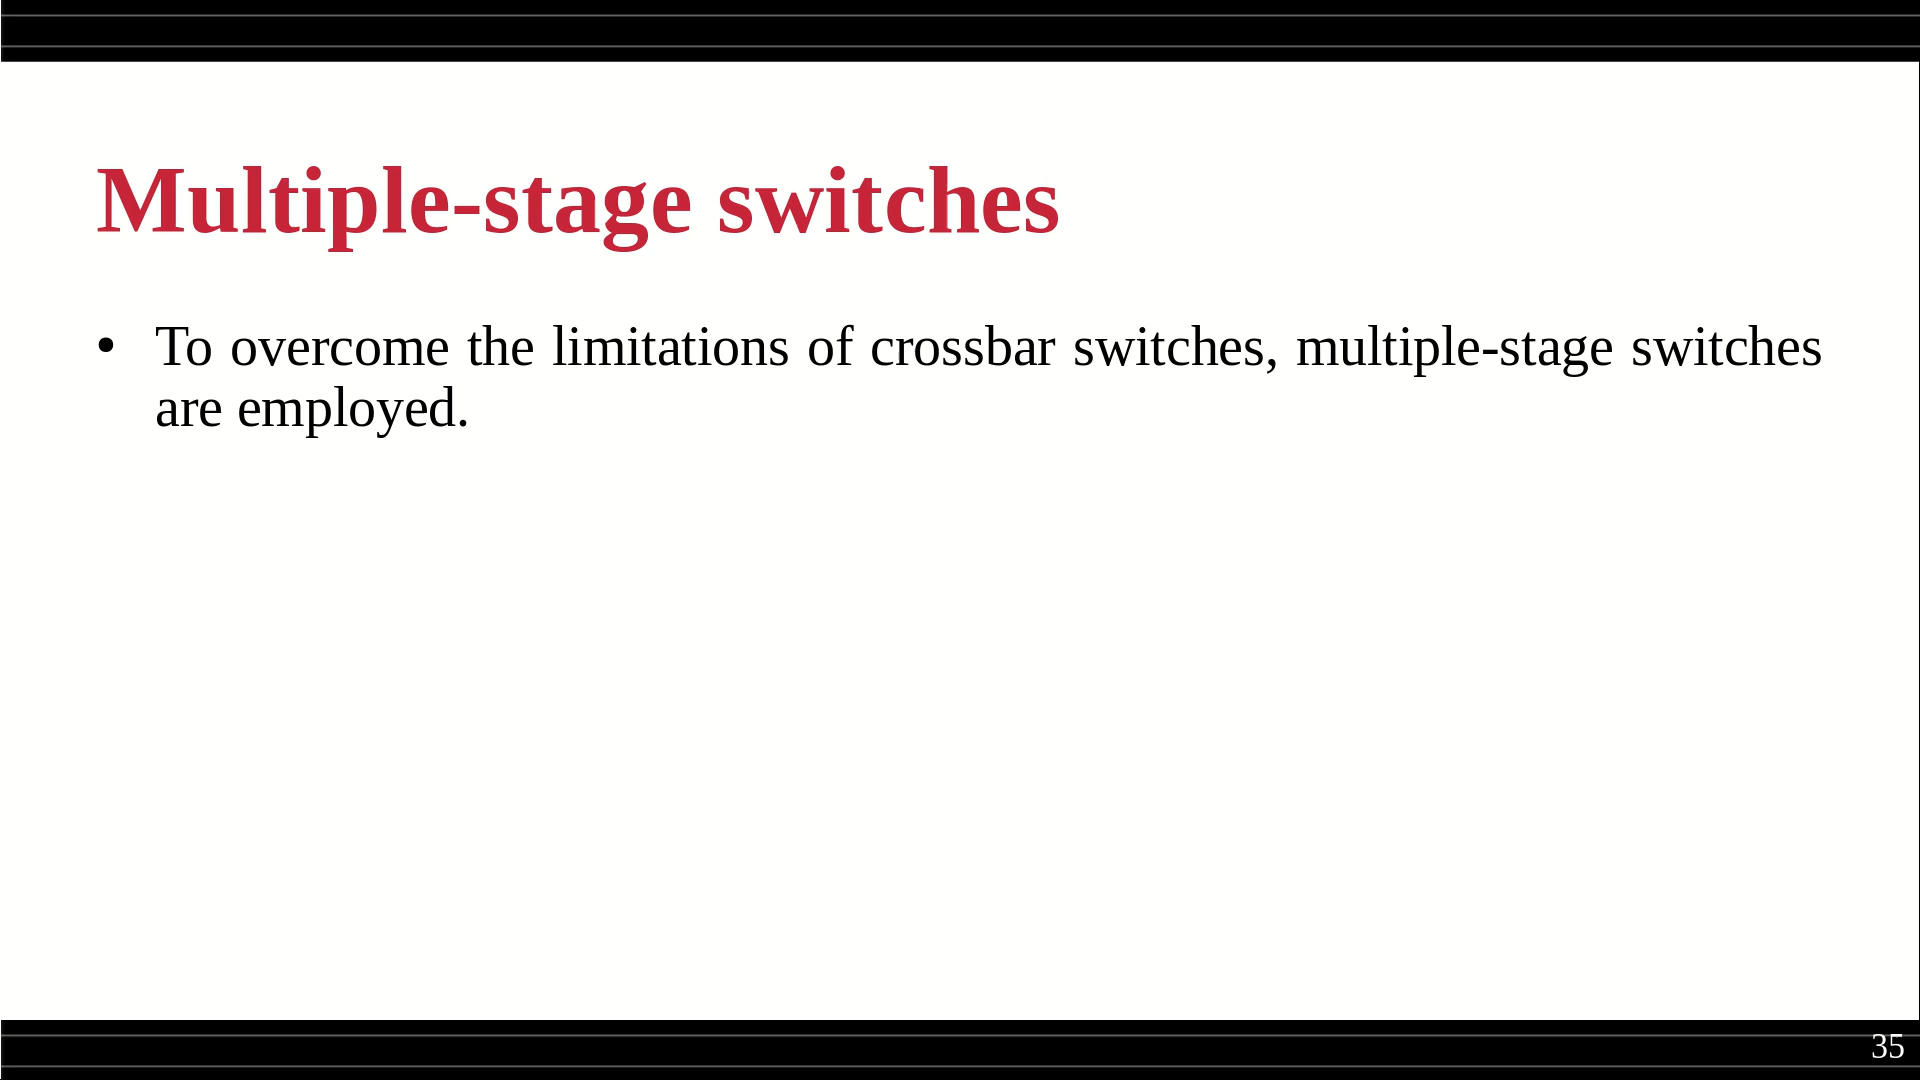 Multiple-stage switches
• To overcome the limitations of crossbar switches, multiple-stage switches
are employed.
35